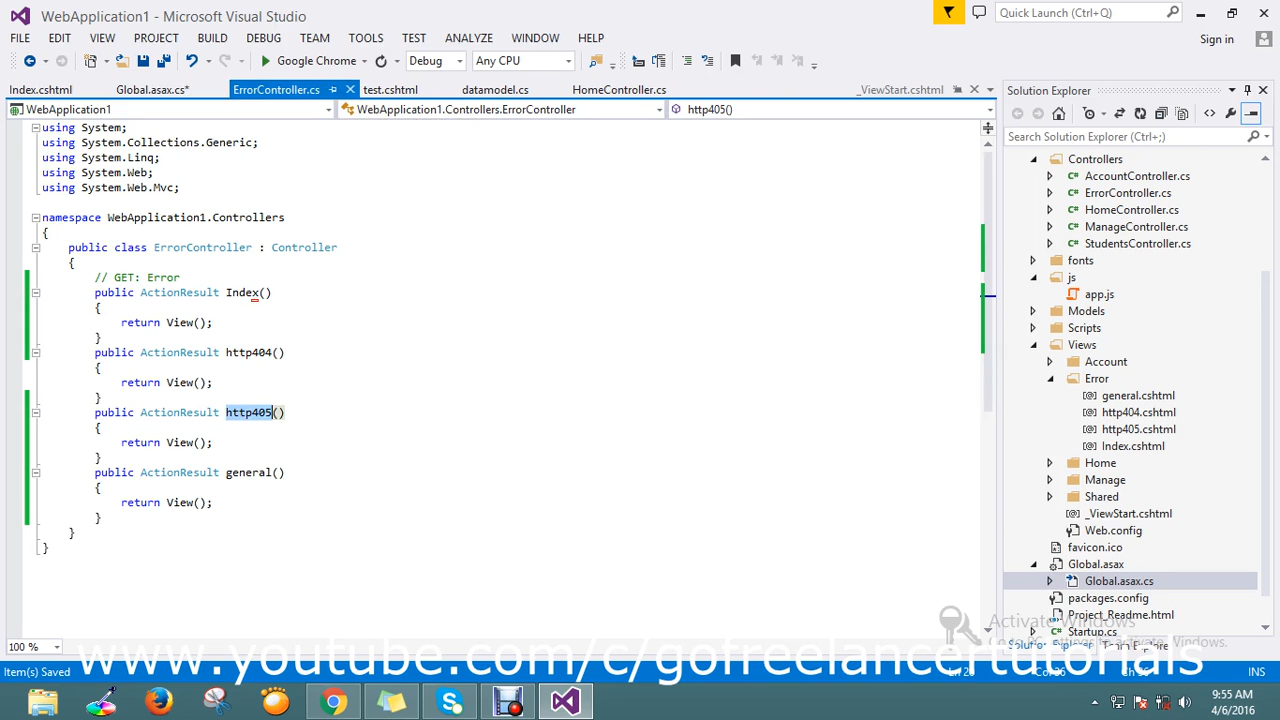 WebApplication1 - Microsoft Visual Studio
Quick Launch (Ctrl+Q)
FILE EDIT VIEW PROJECT BUILD DEBUG TEAM TOOLS TEST ANALYZE WINDOW HELP
Sign in
Google Chrome Debug Any CPU
Index.cshtml Global.asax.cs* ErrorController.cs test.cshtml datamodel.cs HomeController.cs _ViewStart.cshtml
WebApplication1 WebApplication1.Controllers.ErrorController http405()
using System;
using System.Collections.Generic;
using System.Linq;
using System.Web;
using System.Web.Mvc;
namespace WebApplication1.Controllers
{
public class ErrorController : Controller
{
// GET: Error
public ActionResult Index()
{
return View();
}
public ActionResult http404()
{
return View();
}
public ActionResult http405()
{
return View();
}
public ActionResult general()
{
return View();
}
}
}
100 %
Solution Explorer
Search Solution Explorer (Ctrl+;)
Controllers
AccountController.cs
ErrorController.cs
HomeController.cs
ManageController.cs
StudentsController.cs
fonts
js
app.js
Models
Scripts
Views
Account
Error
general.cshtml
http404.cshtml
http405.cshtml
Index.cshtml
Home
Manage
Shared
_ViewStart.cshtml
Web.config
favicon.ico
Global.asax
Global.asax.cs
packages.config
Project_Readme.html
Startup.cs
Activate Windows
www.youtube.com/c/gofreelancertutorials
Item(s) Saved
INS
9:55 AM
4/6/2016